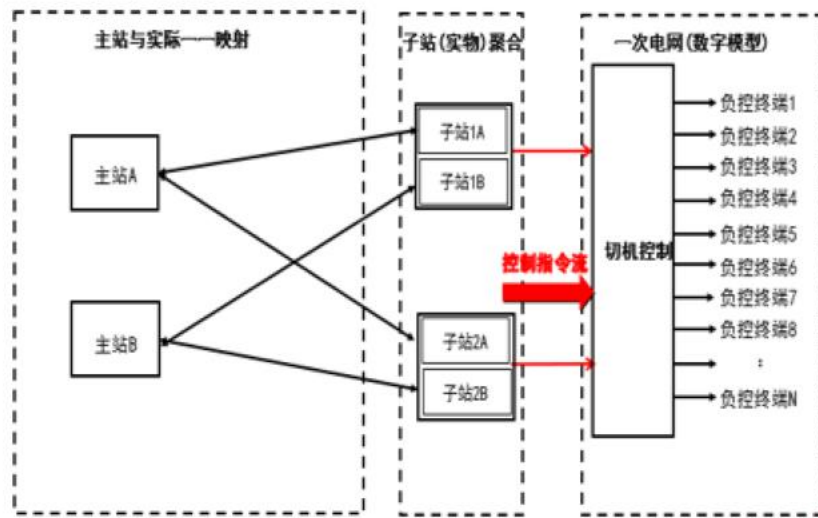 主站与实际一一映射
子站(实物)聚合
一次电网(数字模型)
主站A
主站B
子站1A
子站1B
子站2A
子站2B
控制指令流
切机控制
负控终端1
负控终端2
负控终端3
负控终端4
负控终端5
负控终端6
负控终端7
负控终端8
:
负控终端N